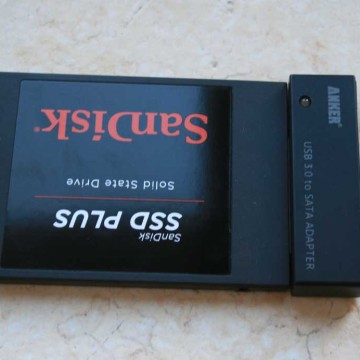 SanDisk
SSD PLUS
Solid State Drive
SanDisk®
ANKER®
USB 3.0 to SATA ADAPTER